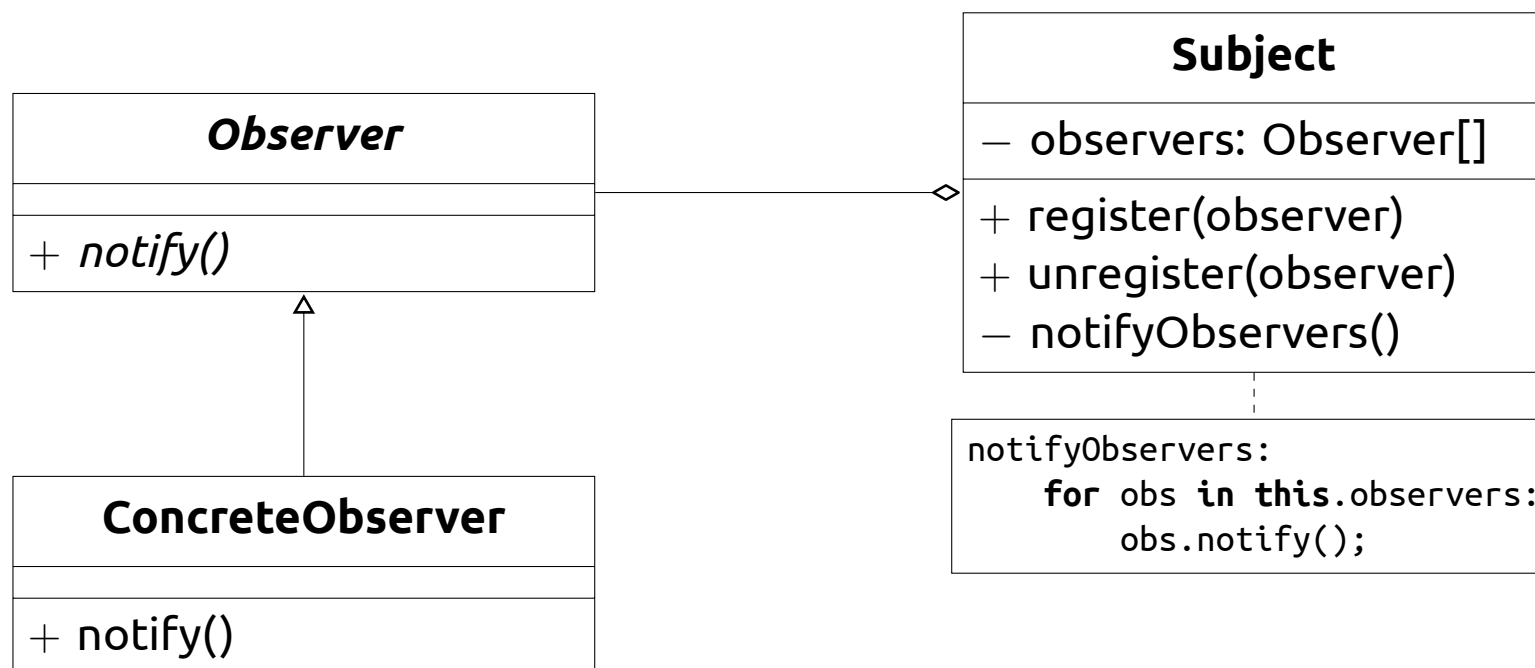 Observer
+ notify()
ConcreteObserver
+ notify()
Subject
− observers: Observer[]
+ register(observer)
+ unregister(observer)
− notifyObservers()
notifyObservers:
    for obs in this.observers:
        obs.notify();